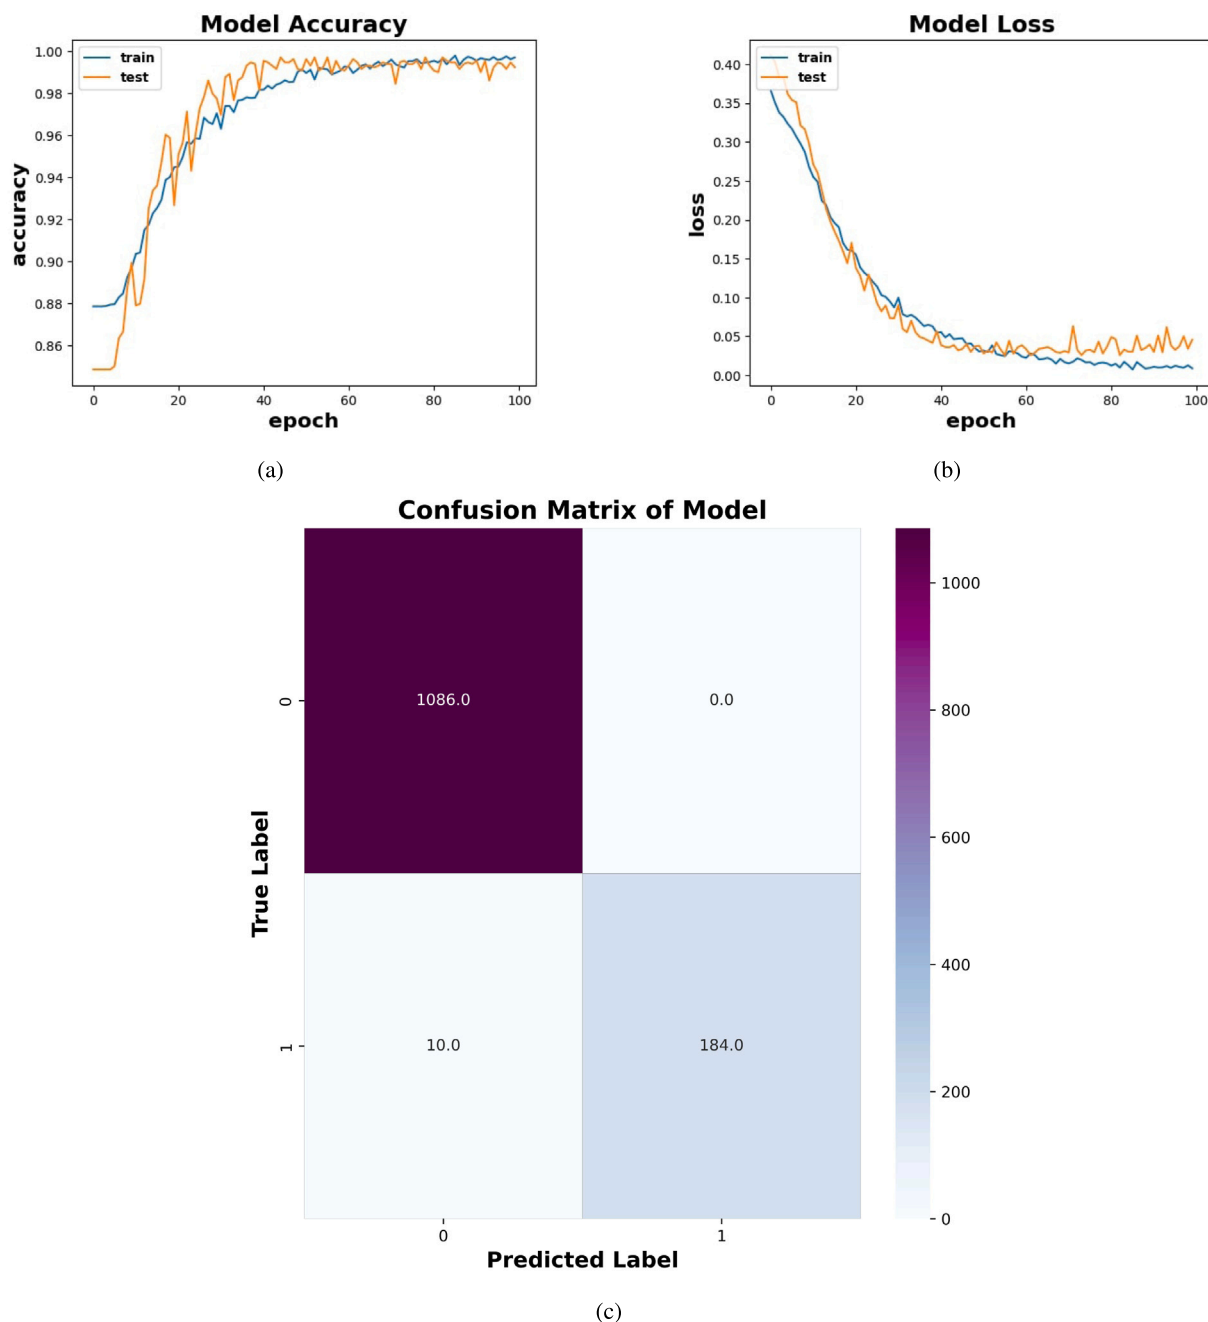 Model Accuracy
train
test
1.00
0.98
0.96
0.94
0.92
0.90
0.88
0.86
accuracy
0 20 40 60 80 100
epoch
(a)
Model Loss
train
test
0.40
0.35
0.30
0.25
0.20
0.15
0.10
0.05
0.00
loss
0 20 40 60 80 100
epoch
(b)
Confusion Matrix of Model
True Label
0
1
1086.0 0.0
10.0 184.0
0 1
Predicted Label
1000
800
600
400
200
0
(c)